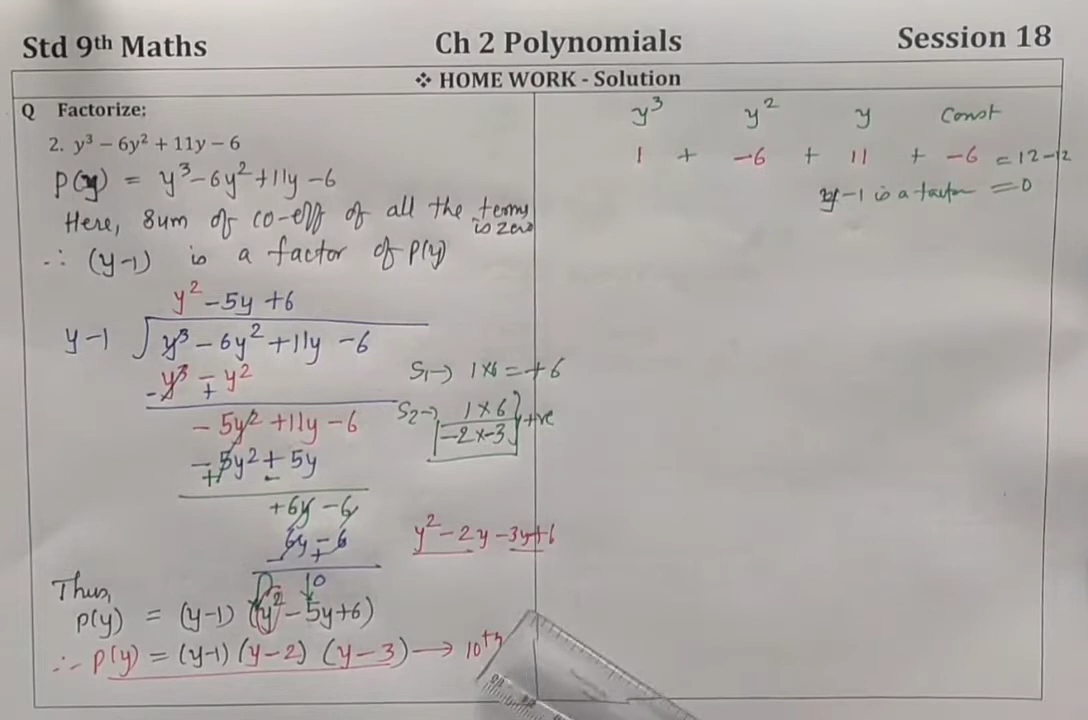 Std 9th Maths Ch 2 Polynomials Session 18
❖ HOME WORK - Solution
Q Factorize;
2. y³ – 6y² + 11y – 6
P(y) = y³-6y²+11y-6
Here, Sum of co-eff of all the terms
is zero
∴ (y-1) is a factor of P(y)
y² -5y +6
y-1 y³ - 6y² +11y -6
y³ - y²
- +
- 5y² +11y - 6
- 5y² + 5y
+ -
+6y - 6
6y - 6
- +
0 0
Thus,
P(y) = (y-1) (y² - 5y+6)
∴ P(y) = (y-1) (y-2) (y-3) → 10th
S₁→ 1×6 = +6
S₂→ 1 × 6 +ve
-2 × -3
y² - 2y - 3y + 6
y³ y² y const
1 + -6 + 11 + -6 = 12-12
y-1 is a factor = 0